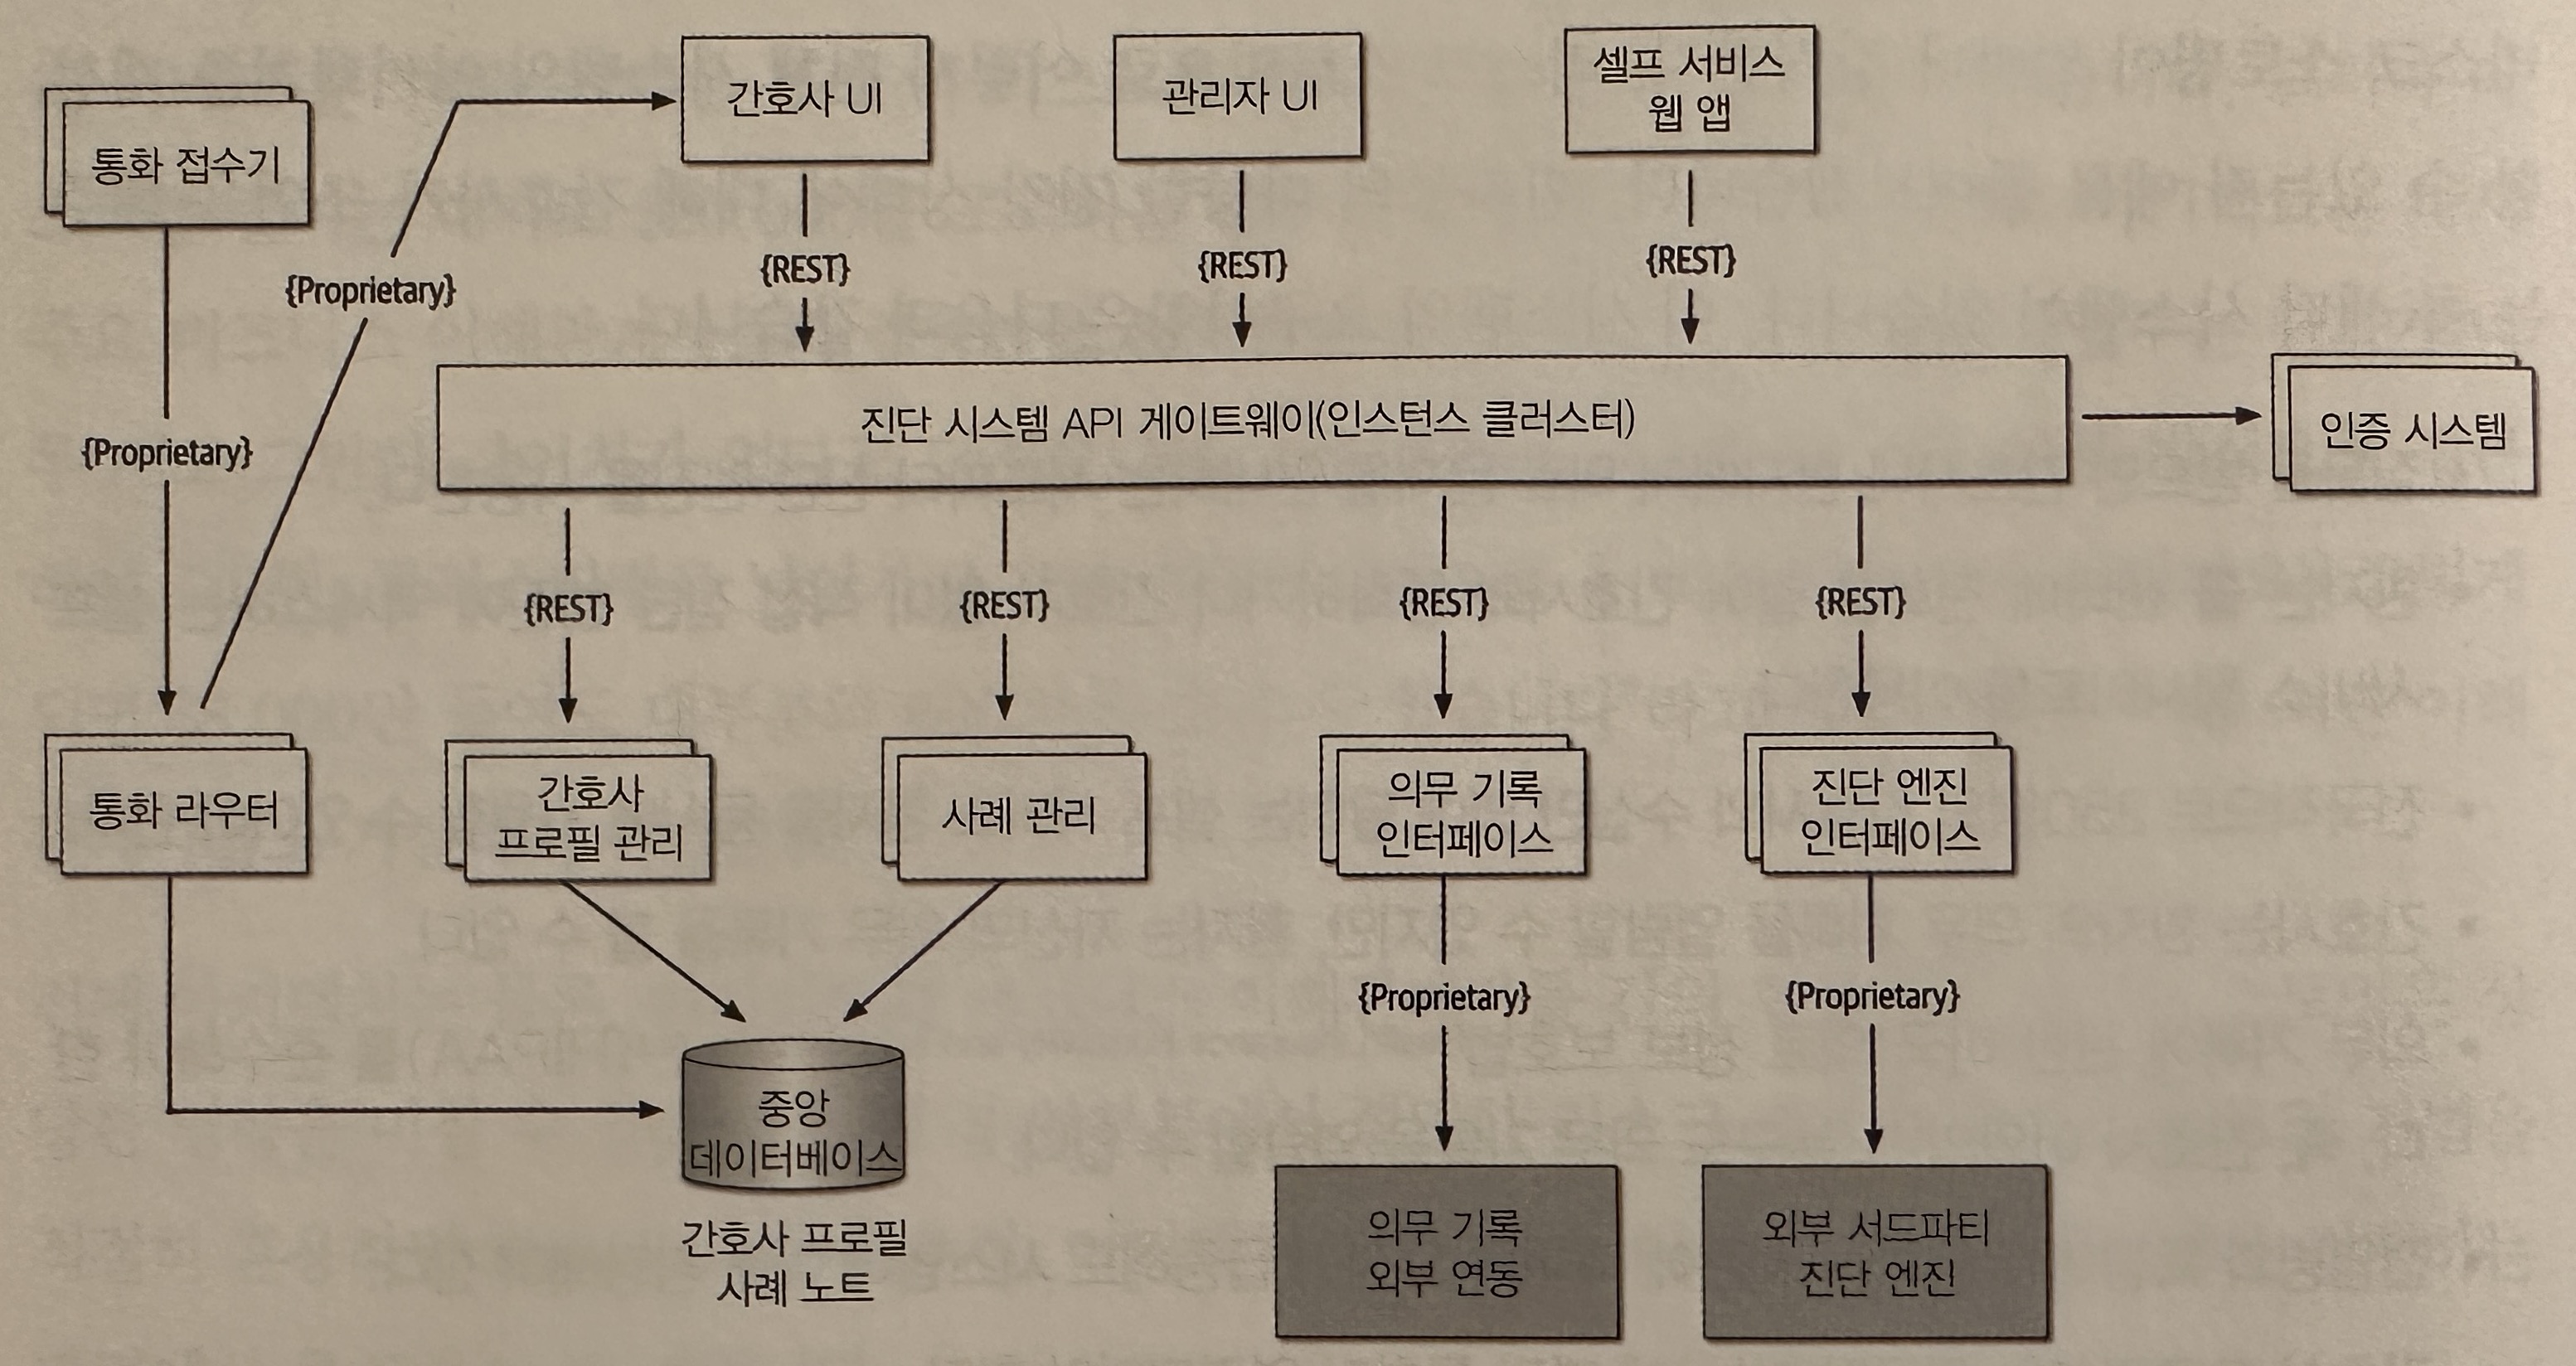 간호사 UI
관리자 UI
셀프 서비스
웹 앱
통화 접수기
{Proprietary}
{REST}
{REST}
{REST}
진단 시스템 API 게이트웨이(인스턴스 클러스터)
인증 시스템
{Proprietary}
{REST}
{REST}
{REST}
{REST}
통화 라우터
간호사
프로필 관리
사례 관리
의무 기록
인터페이스
진단 엔진
인터페이스
{Proprietary}
{Proprietary}
중앙
데이터베이스
간호사 프로필
사례 노트
의무 기록
외부 연동
외부 서드파티
진단 엔진